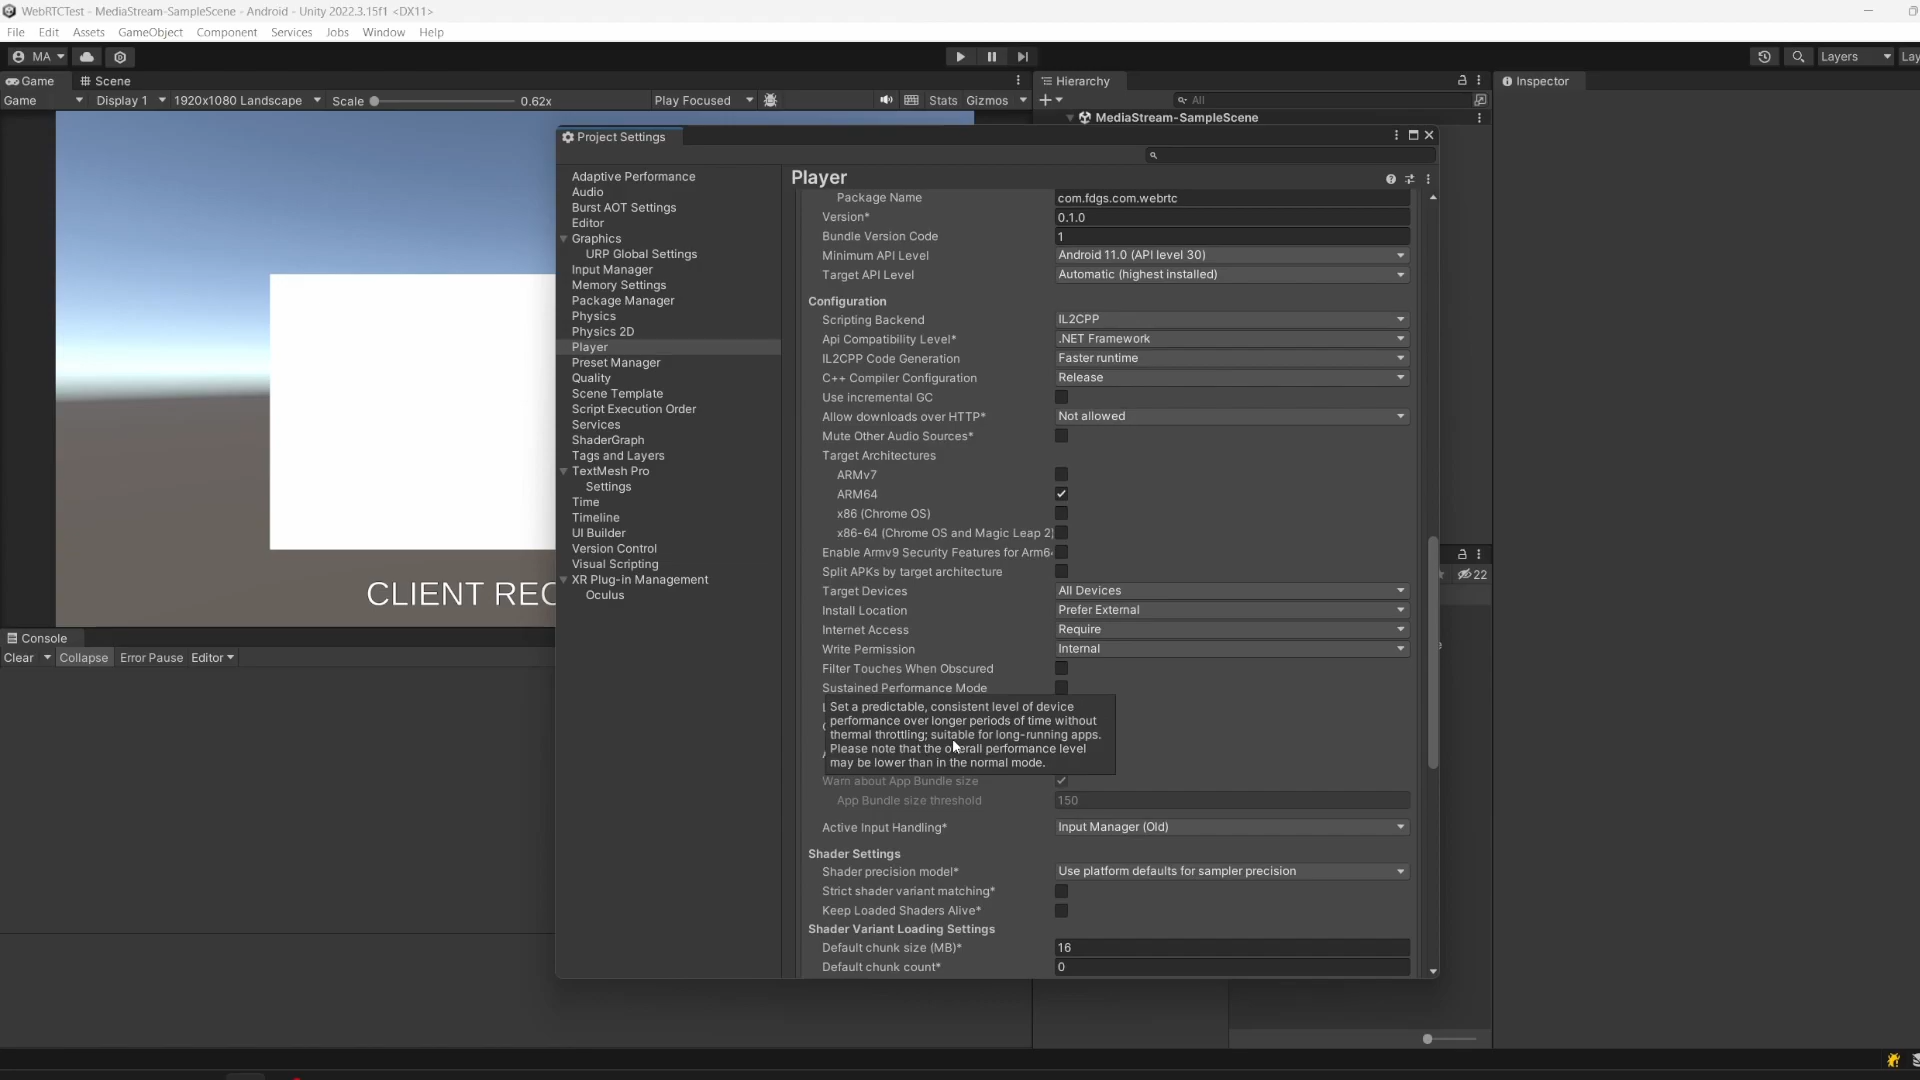 WebRTCTest - MediaStream-SampleScene - Android - Unity 2022.3.15f1 <DX11>
File Edit Assets GameObject Component Services Jobs Window Help
MA Layers Lay
Game Scene Hierarchy Inspector
Game Display 1 1920x1080 Landscape Scale 0.62x Play Focused Stats Gizmos All
MediaStream-SampleScene
Project Settings
Adaptive Performance
Audio
Burst AOT Settings
Editor
Graphics
URP Global Settings
Input Manager
Memory Settings
Package Manager
Physics
Physics 2D
Player
Preset Manager
Quality
Scene Template
Script Execution Order
Services
ShaderGraph
Tags and Layers
TextMesh Pro
Settings
Time
Timeline
UI Builder
Version Control
Visual Scripting
XR Plug-in Management
Oculus
Player
Package Name com.fdgs.com.webrtc
Version* 0.1.0
Bundle Version Code 1
Minimum API Level Android 11.0 (API level 30)
Target API Level Automatic (highest installed)
Configuration
Scripting Backend IL2CPP
Api Compatibility Level* .NET Framework
IL2CPP Code Generation Faster runtime
C++ Compiler Configuration Release
Use incremental GC
Allow downloads over HTTP* Not allowed
Mute Other Audio Sources*
Target Architectures
ARMv7
ARM64
x86 (Chrome OS)
x86-64 (Chrome OS and Magic Leap 2)
Enable Armv9 Security Features for Arm6
Split APKs by target architecture
Target Devices All Devices
Install Location Prefer External
Internet Access Require
Write Permission Internal
Filter Touches When Obscured
Sustained Performance Mode
Set a predictable, consistent level of device
performance over longer periods of time without
thermal throttling; suitable for long-running apps.
Please note that the overall performance level
may be lower than in the normal mode.
Warn about App Bundle size
App Bundle size threshold 150
Active Input Handling* Input Manager (Old)
Shader Settings
Shader precision model* Use platform defaults for sampler precision
Strict shader variant matching*
Keep Loaded Shaders Alive*
Shader Variant Loading Settings
Default chunk size (MB)* 16
Default chunk count* 0
22
CLIENT REC
Console
Clear Collapse Error Pause Editor